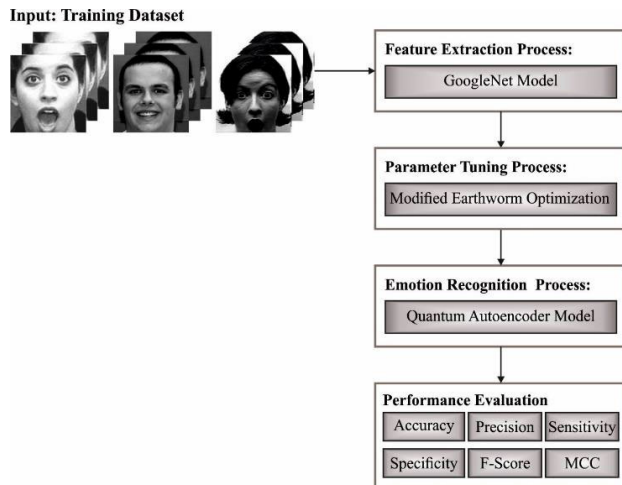 Input: Training Dataset
Feature Extraction Process:
GoogleNet Model
Parameter Tuning Process:
Modified Earthworm Optimization
Emotion Recognition Process:
Quantum Autoencoder Model
Performance Evaluation
Accuracy Precision Sensitivity
Specificity F-Score MCC